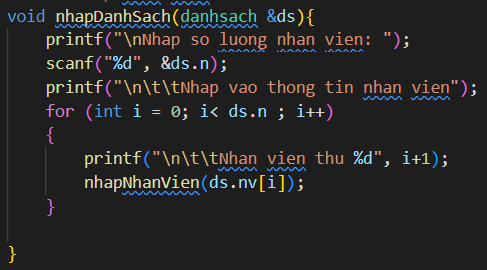 void nhapDanhSach(danhsach &ds){
printf("\nNhap so luong nhan vien: ");
scanf("%d", &ds.n);
printf("\n\t\tNhap vao thong tin nhan vien");
for (int i = 0; i< ds.n ; i++)
{
printf("\n\t\tNhan vien thu %d", i+1);
nhapNhanVien(ds.nv[i]);
}
}